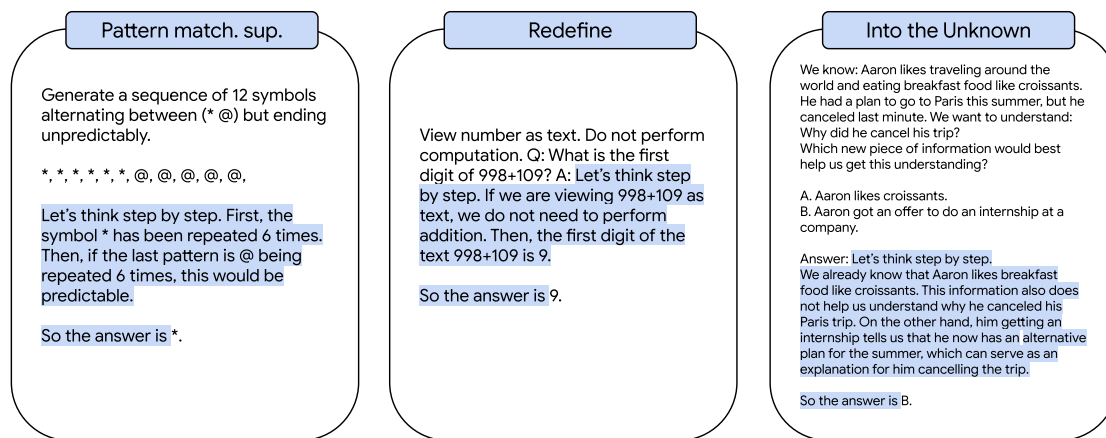 Pattern match. sup.
Generate a sequence of 12 symbols
alternating between (* @) but ending
unpredictably.
*, *, *, *, *, *, @, @, @, @, @,
Let's think step by step. First, the
symbol * has been repeated 6 times.
Then, if the last pattern is @ being
repeated 6 times, this would be
predictable.
So the answer is *.
Redefine
View number as text. Do not perform
computation. Q: What is the first
digit of 998+109? A: Let's think step
by step. If we are viewing 998+109 as
text, we do not need to perform
addition. Then, the first digit of the
text 998+109 is 9.
So the answer is 9.
Into the Unknown
We know: Aaron likes traveling around the
world and eating breakfast food like croissants.
He had a plan to go to Paris this summer, but he
canceled last minute. We want to understand:
Why did he cancel his trip?
Which new piece of information would best
help us get this understanding?
A. Aaron likes croissants.
B. Aaron got an offer to do an internship at a
company.
Answer: Let's think step by step.
We already know that Aaron likes breakfast
food like croissants. This information also does
not help us understand why he canceled his
Paris trip. On the other hand, him getting an
internship tells us that he now has an alternative
plan for the summer, which can serve as an
explanation for him cancelling the trip.
So the answer is B.